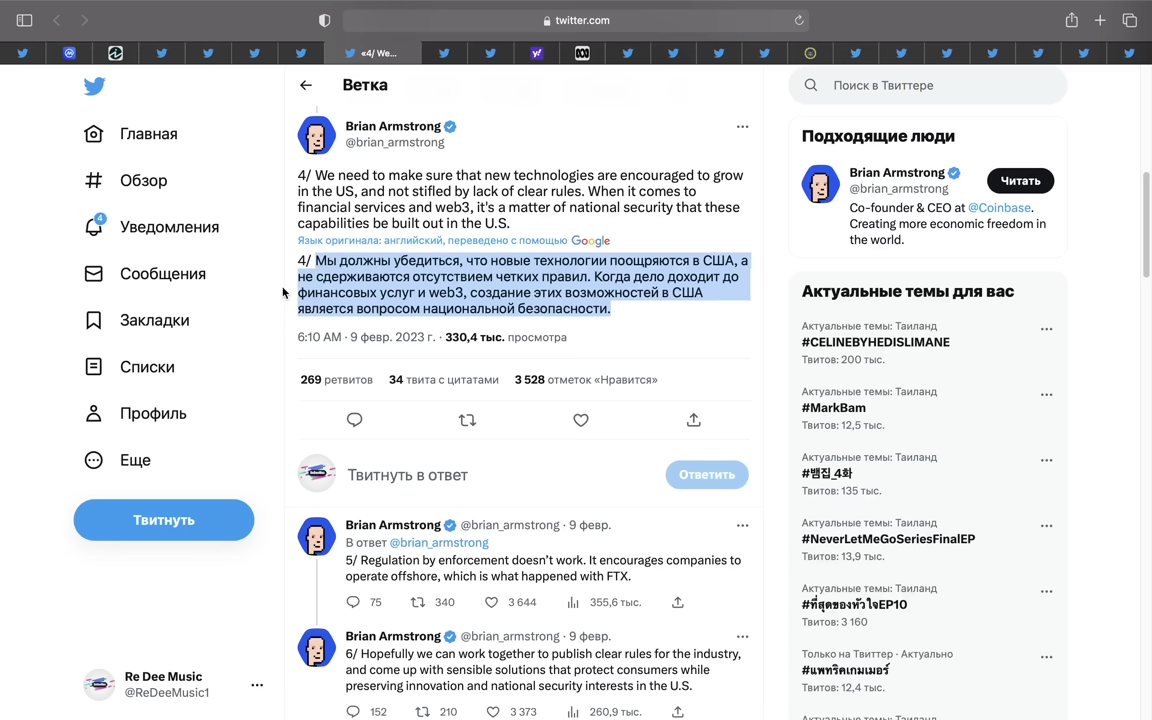 twitter.com
«4/ We...
Главная
Обзор
4
Уведомления
Сообщения
Закладки
Списки
Профиль
Еще
Твитнуть
Re Dee Music
@ReDeeMusic1
Ветка
Brian Armstrong
@brian_armstrong
4/ We need to make sure that new technologies are encouraged to grow
in the US, and not stifled by lack of clear rules. When it comes to
financial services and web3, it's a matter of national security that these
capabilities be built out in the U.S.
Язык оригинала: английский, переведено с помощью Google
4/ Мы должны убедиться, что новые технологии поощряются в США, а
не сдерживаются отсутствием четких правил. Когда дело доходит до
финансовых услуг и web3, создание этих возможностей в США
является вопросом национальной безопасности.
6:10 AM · 9 февр. 2023 г. · 330,4 тыс. просмотра
269 ретвитов 34 твита с цитатами 3 528 отметок «Нравится»
Твитнуть в ответ
Ответить
Brian Armstrong @brian_armstrong · 9 февр.
В ответ @brian_armstrong
5/ Regulation by enforcement doesn't work. It encourages companies to
operate offshore, which is what happened with FTX.
75 340 3 644 355,6 тыс.
Brian Armstrong @brian_armstrong · 9 февр.
6/ Hopefully we can work together to publish clear rules for the industry,
and come up with sensible solutions that protect consumers while
preserving innovation and national security interests in the U.S.
152 210 3 373 260,9 тыс.
Поиск в Твиттере
Подходящие люди
Brian Armstrong
@brian_armstrong
Читать
Co-founder & CEO at @Coinbase.
Creating more economic freedom in
the world.
Актуальные темы для вас
Актуальные темы: Таиланд
#CELINEBYHEDISLIMANE
Твитов: 200 тыс.
Актуальные темы: Таиланд
#MarkBam
Твитов: 12,5 тыс.
Актуальные темы: Таиланд
#뱀집_4화
Твитов: 135 тыс.
Актуальные темы: Таиланд
#NeverLetMeGoSeriesFinalEP
Твитов: 13,9 тыс.
Актуальные темы: Таиланд
#ที่สุดของหัวใจEP10
Твитов: 3 160
Только на Твиттер · Актуально
#แพทริคเกมเมอร์
Твитов: 12,4 тыс.